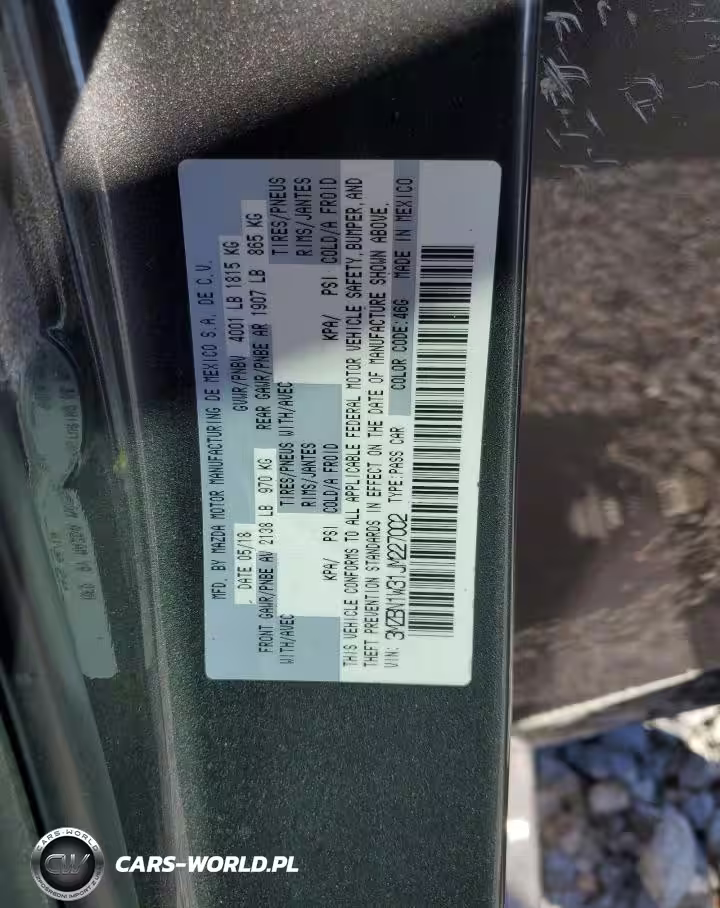 MFD. BY MAZDA MOTOR MANUFACTURING DE MEXICO S.A. DE C.V.
DATE 05/18 GVWR/PNBV 4001 LB 1815 KG
FRONT GAWR/PNBE AV 2138 LB 970 KG REAR GAWR/PNBE AR 1907 LB 865 KG
WITH/AVEC TIRES/PNEUS WITH/AVEC TIRES/PNEUS
RIMS/JANTES RIMS/JANTES
KPA/ PSI COLD/A FROID KPA/ PSI COLD/A FROID
THIS VEHICLE CONFORMS TO ALL APPLICABLE FEDERAL MOTOR VEHICLE SAFETY, BUMPER, AND
THEFT PREVENTION STANDARDS IN EFFECT ON THE DATE OF MANUFACTURE SHOWN ABOVE.
VIN: 3MZBN1W31JM227002 TYPE:PASS CAR COLOR CODE:46G MADE IN MEXICO
CARS-WORLD
CW
CARS-WORLD.PL